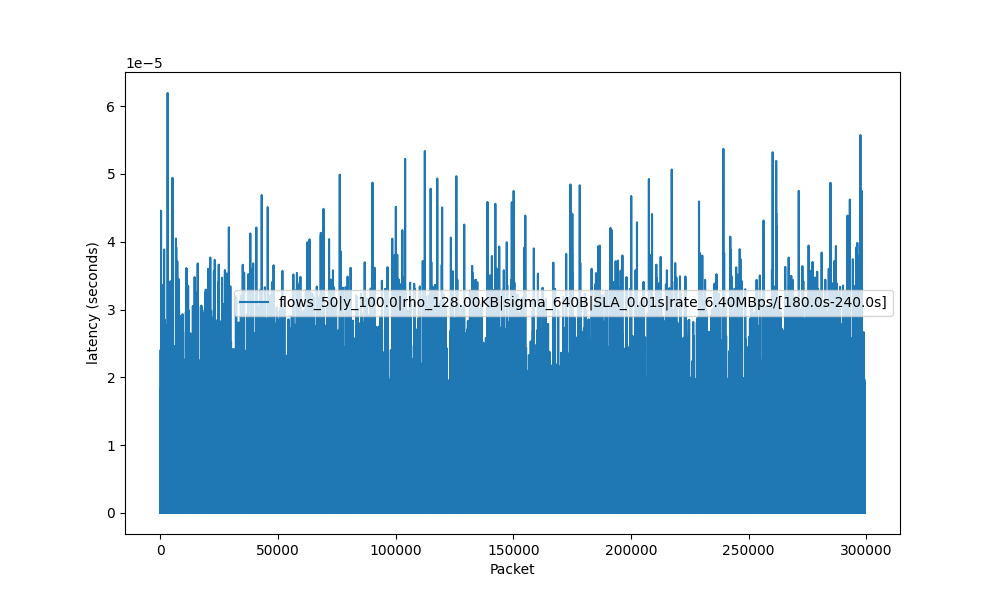 1e−5
6
5
4
3
2
1
0
latency (seconds)
flows_50|y_100.0|rho_128.00KB|sigma_640B|SLA_0.01s|rate_6.40MBps/[180.0s-240.0s]
0 50000 100000 150000 200000 250000 300000
Packet